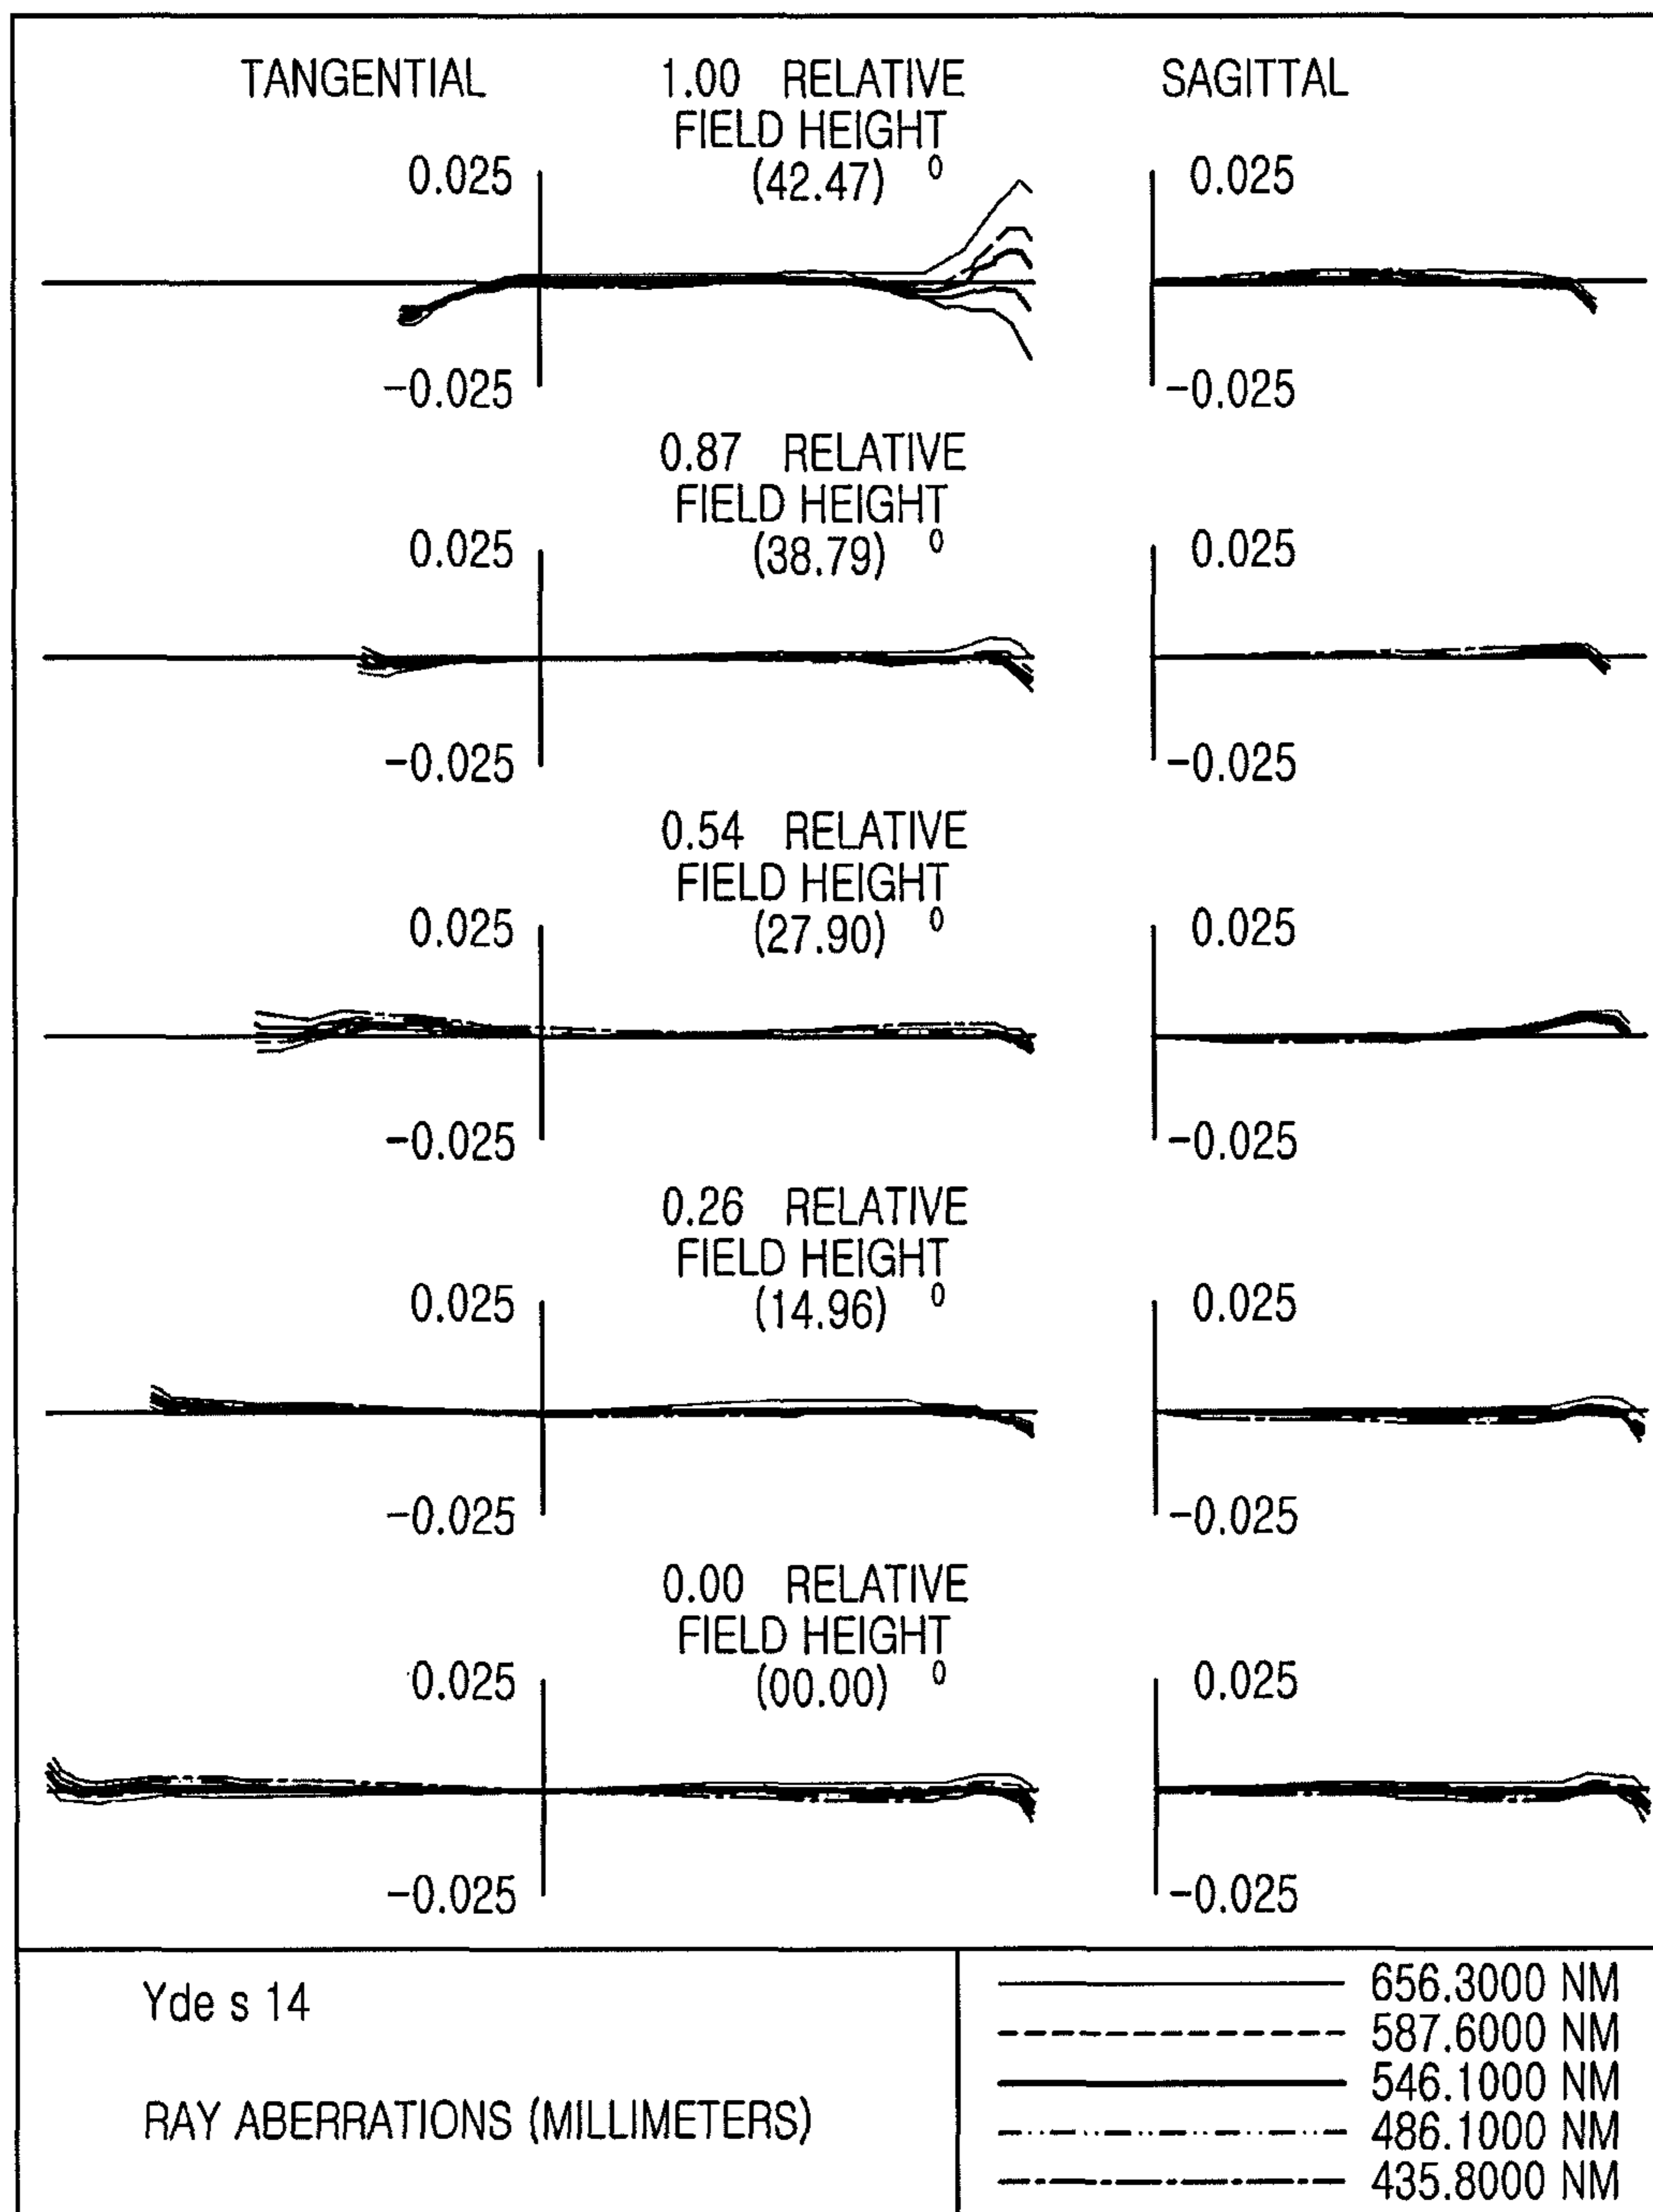 TANGENTIAL 1.00 RELATIVE SAGITTAL
FIELD HEIGHT
(42.47) 0
0.025 0.025
-0.025 -0.025
0.87 RELATIVE
FIELD HEIGHT
(38.79) 0
0.025 0.025
-0.025 -0.025
0.54 RELATIVE
FIELD HEIGHT
(27.90) 0
0.025 0.025
-0.025 -0.025
0.26 RELATIVE
FIELD HEIGHT
(14.96) 0
0.025 0.025
-0.025 -0.025
0.00 RELATIVE
FIELD HEIGHT
(00.00) 0
0.025 0.025
-0.025 -0.025
Yde s 14
RAY ABERRATIONS (MILLIMETERS)
656.3000 NM
587.6000 NM
546.1000 NM
486.1000 NM
435.8000 NM